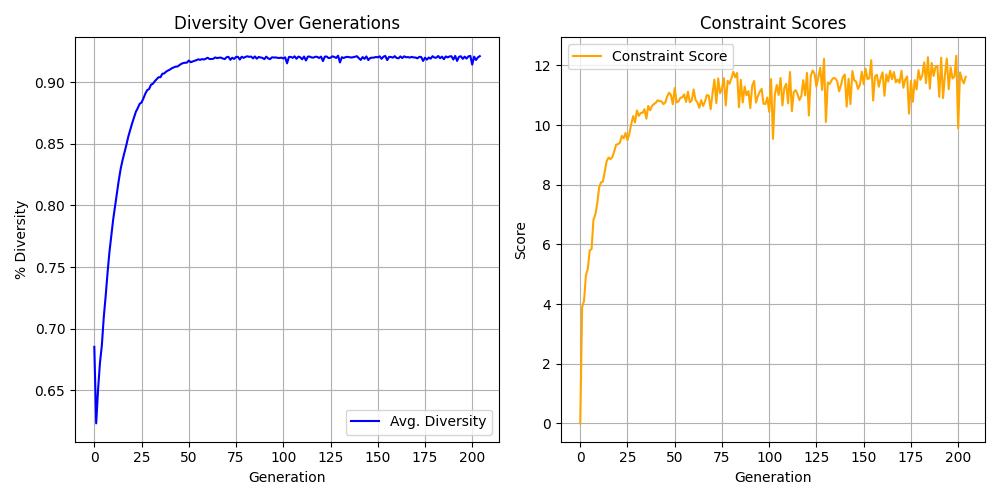 Diversity Over Generations
% Diversity
0.90
0.85
0.80
0.75
0.70
0.65
Avg. Diversity
0 25 50 75 100 125 150 175 200
Generation
Constraint Scores
Score
12
10
8
6
4
2
0
Constraint Score
0 25 50 75 100 125 150 175 200
Generation